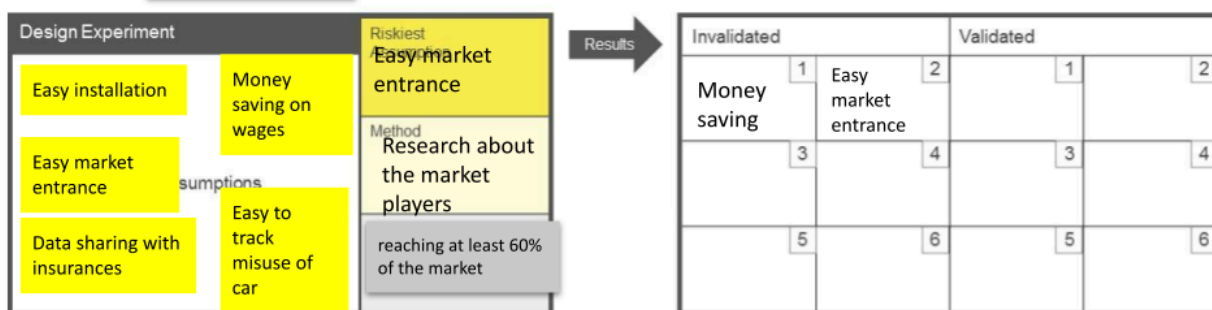 Design Experiment
Easy installation
Money
saving on
wages
Easy market
entrance
sumptions
Data sharing with
insurances
Easy to
track
misuse of
car
Riskiest
Assumption
Easy market
entrance
Method
Research about
the market
players
reaching at least 60%
of the market
Results
Invalidated
Validated
1
Money
saving
2
Easy
market
entrance
1
2
3
4
3
4
5
6
5
6